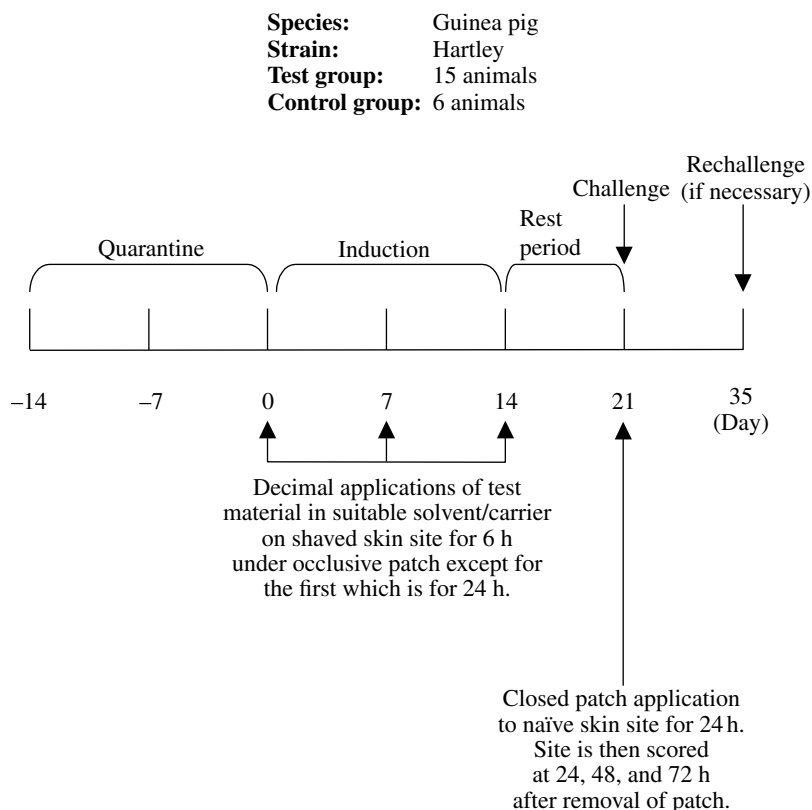 Species: Guinea pig
Strain: Hartley
Test group: 15 animals
Control group: 6 animals
Rechallenge
(if necessary)
Challenge
Rest
period
Quarantine
Induction
–14 –7 0 7 14 21 35
(Day)
Decimal applications of test
material in suitable solvent/carrier
on shaved skin site for 6 h
under occlusive patch except for
the first which is for 24 h.
Closed patch application
to naïve skin site for 24 h.
Site is then scored
at 24, 48, and 72 h
after removal of patch.